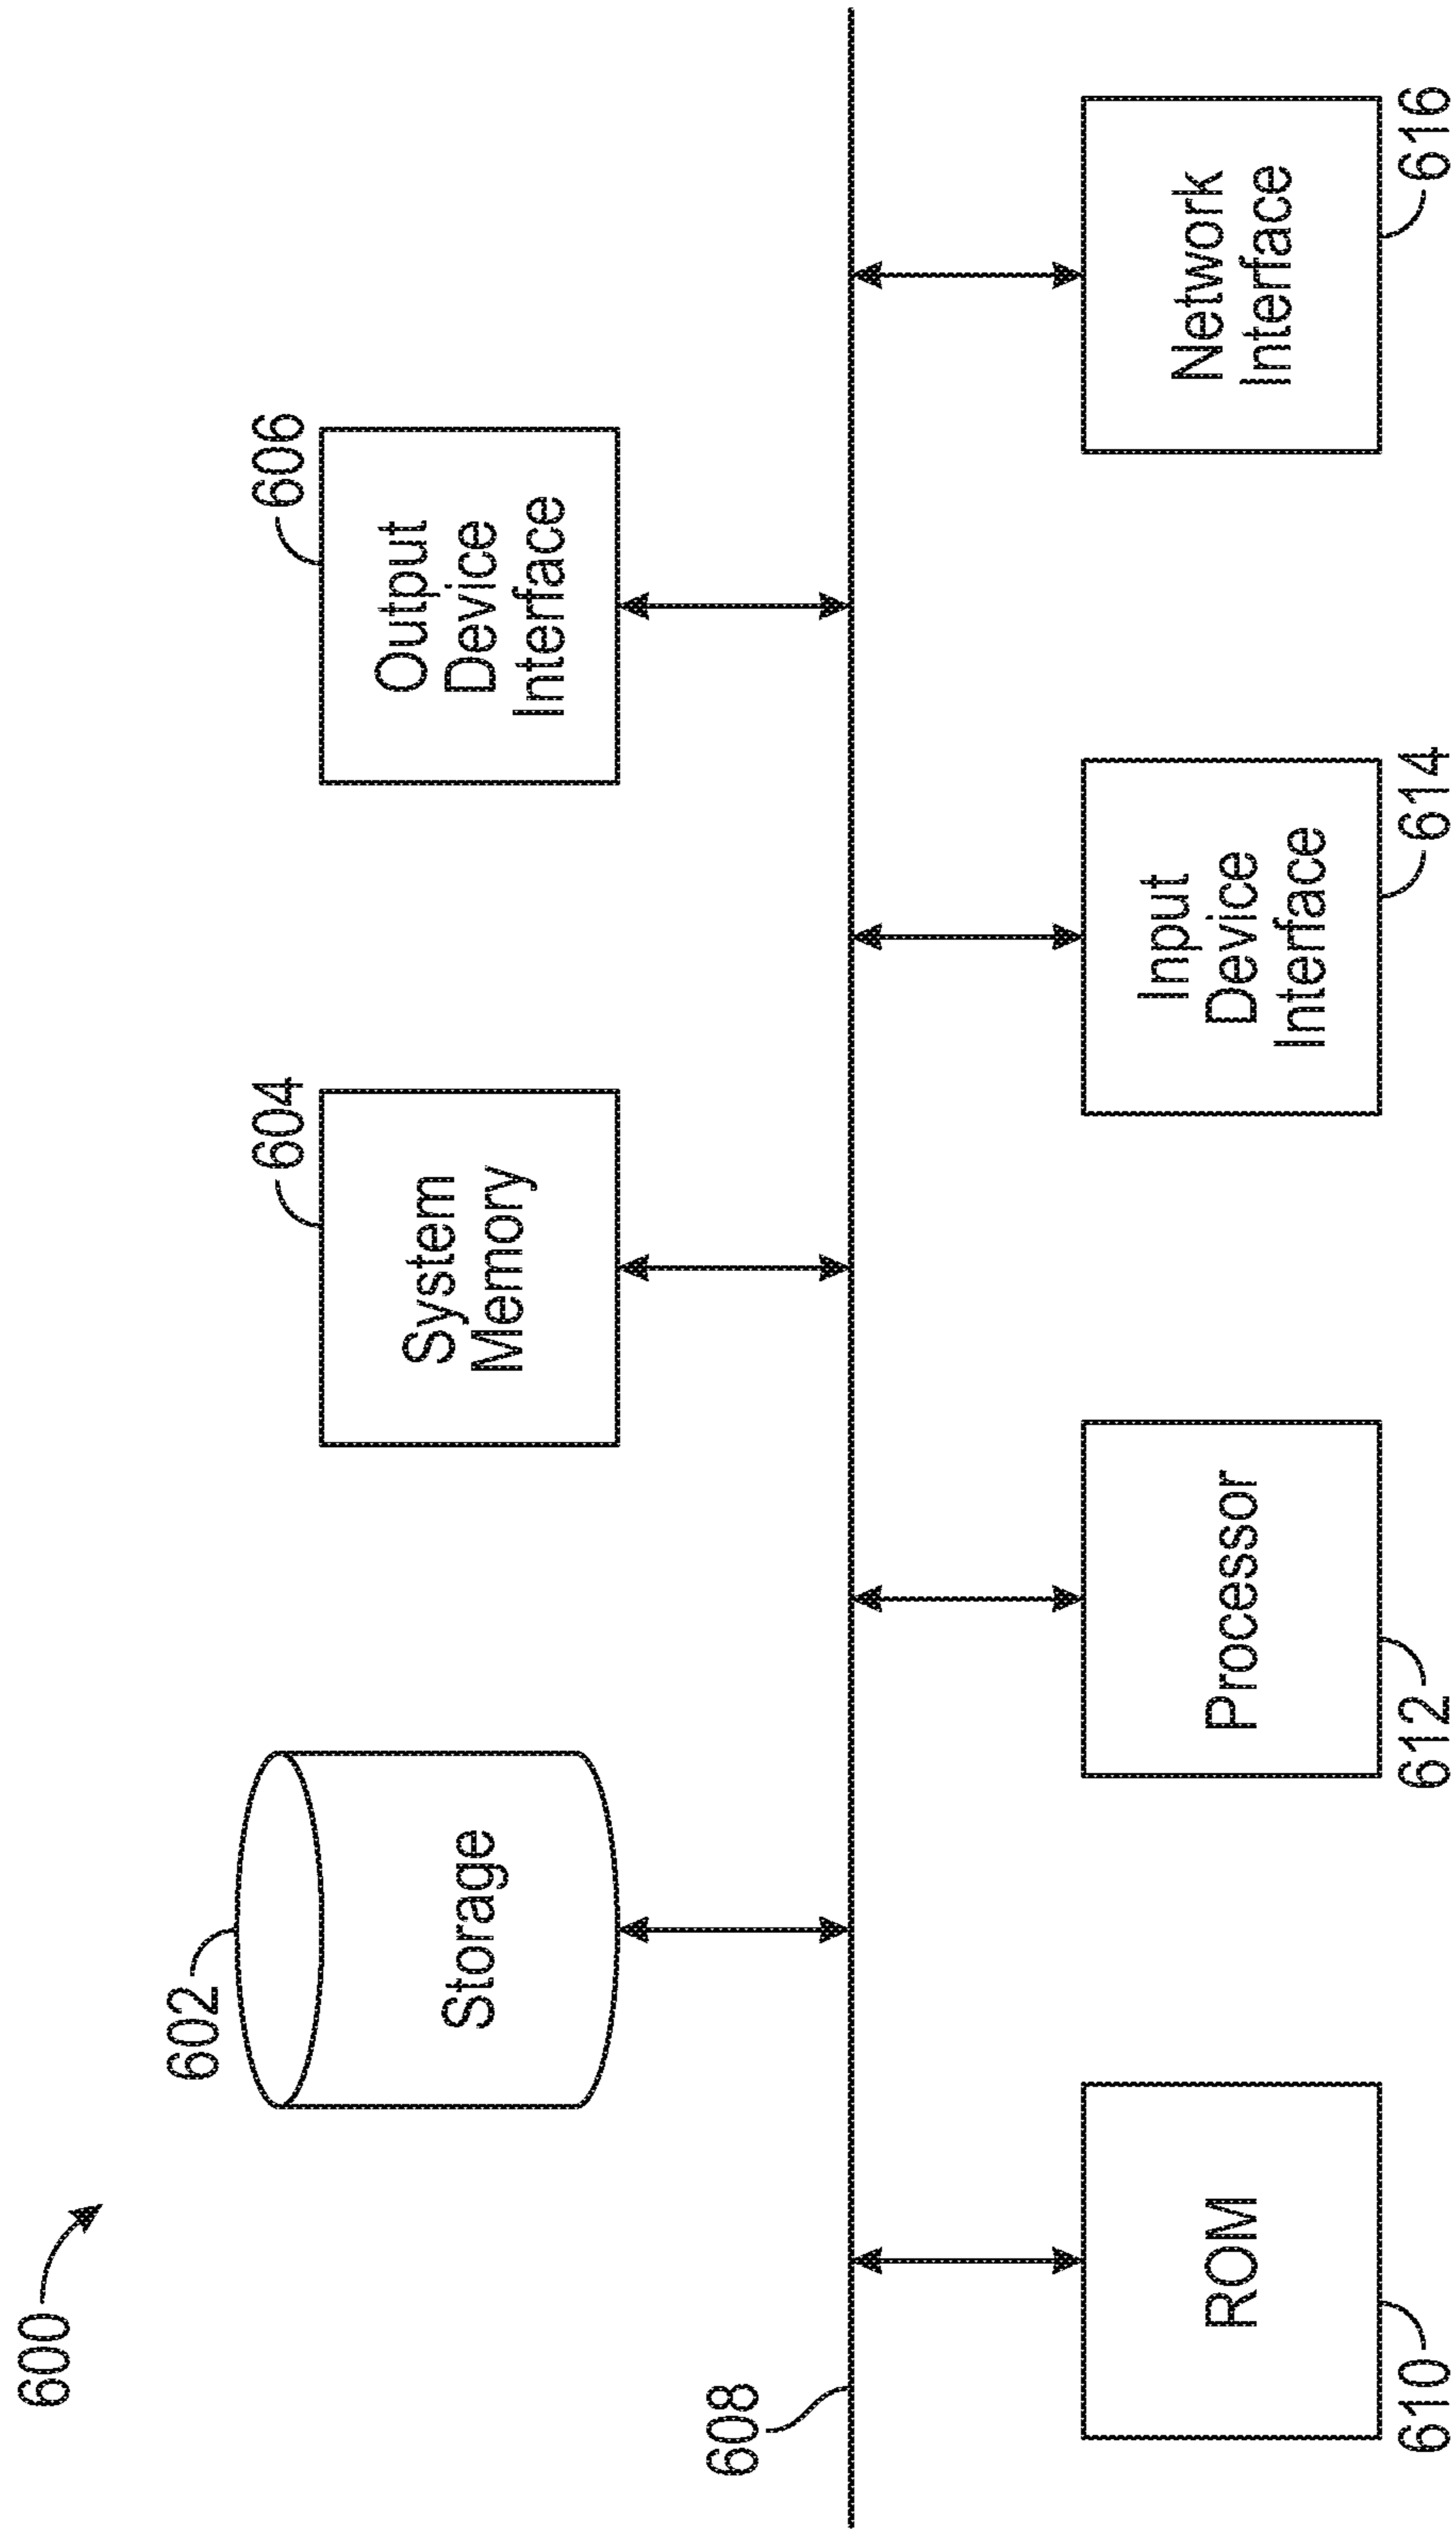 600
602
Storage
604
System
Memory
606
Output
Device
Interface
608
ROM
610
Processor
612
Input
Device
Interface
614
Network
Interface
616